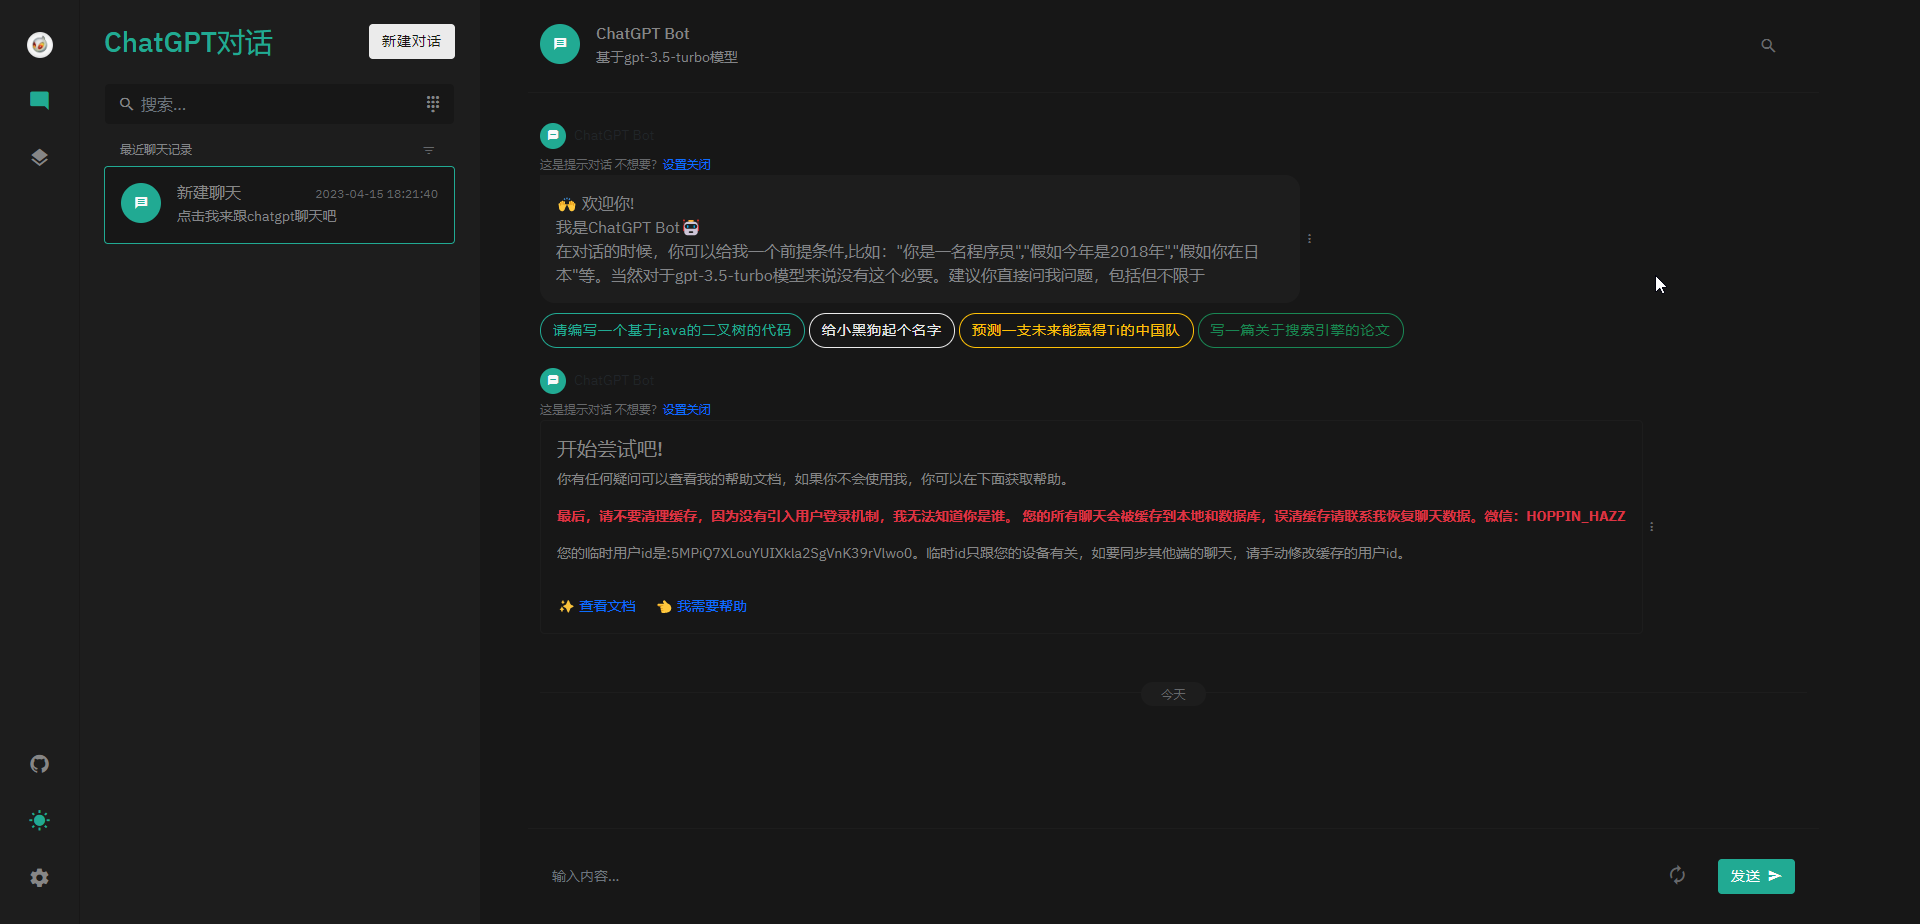 ChatGPT对话
新建对话
搜索...
最近聊天记录
新建聊天
2023-04-15 18:21:40
点击我来跟chatgpt聊天吧
ChatGPT Bot
基于gpt-3.5-turbo模型
ChatGPT Bot
这是提示对话 不想要? 设置关闭
🙌 欢迎你!
我是ChatGPT Bot🤖
在对话的时候，你可以给我一个前提条件,比如："你是一名程序员","假如今年是2018年","假如你在日
本"等。当然对于gpt-3.5-turbo模型来说没有这个必要。建议你直接问我问题，包括但不限于
请编写一个基于java的二叉树的代码
给小黑狗起个名字
预测一支未来能赢得Ti的中国队
写一篇关于搜索引擎的论文
ChatGPT Bot
这是提示对话 不想要? 设置关闭
开始尝试吧!
你有任何疑问可以查看我的帮助文档，如果你不会使用我，你可以在下面获取帮助。
最后，请不要清理缓存，因为没有引入用户登录机制，我无法知道你是谁。 您的所有聊天会被缓存到本地和数据库，误清缓存请联系我恢复聊天数据。微信：HOPPIN_HAZZ
您的临时用户id是:5MPiQ7XLouYUIXkla2SgVnK39rVlwo0。临时id只跟您的设备有关，如要同步其他端的聊天，请手动修改缓存的用户id。
✨ 查看文档
👈 我需要帮助
今天
输入内容...
发送